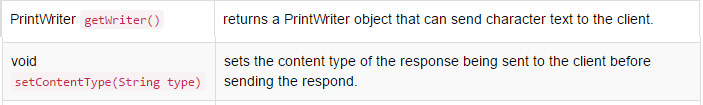 PrintWriter getWriter() returns a PrintWriter object that can send character text to the client.
void
setContentType(String type)
sets the content type of the response being sent to the client before
sending the respond.